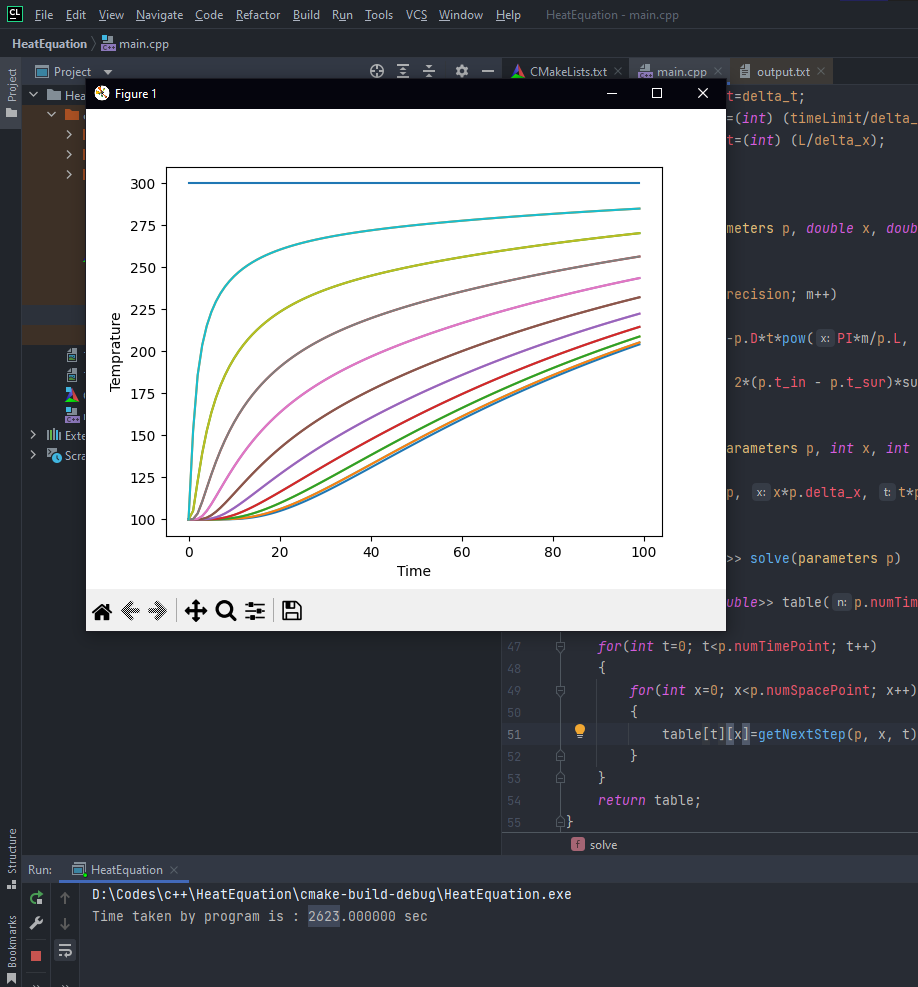 CL File Edit View Navigate Code Refactor Build Run Tools VCS Window Help HeatEquation - main.cpp
HeatEquation main.cpp
Project CMakeLists.txt main.cpp output.txt
Project
Figure 1
t=delta_t;
=(int) (timeLimit/delta_
t=(int) (L/delta_x);
meters p, double x, doub
recision; m++)
-p.D*t*pow( x: PI*m/p.L,
2*(p.t_in - p.t_sur)*su
arameters p, int x, int
p, x: x*p.delta_x, t: t*p
>> solve(parameters p)
uble>> table( n: p.numTim
300
275
250
225
200
175
150
125
100
Temprature
0 20 40 60 80 100
Time
Exte
Scra
47 for(int t=0; t<p.numTimePoint; t++)
48 {
49 for(int x=0; x<p.numSpacePoint; x++)
50 {
51 table[t][x]=getNextStep(p, x, t)
52 }
53 }
54 return table;
55 }
f solve
Structure
Bookmarks
Run: HeatEquation
D:\Codes\c++\HeatEquation\cmake-build-debug\HeatEquation.exe
Time taken by program is : 2623.000000 sec